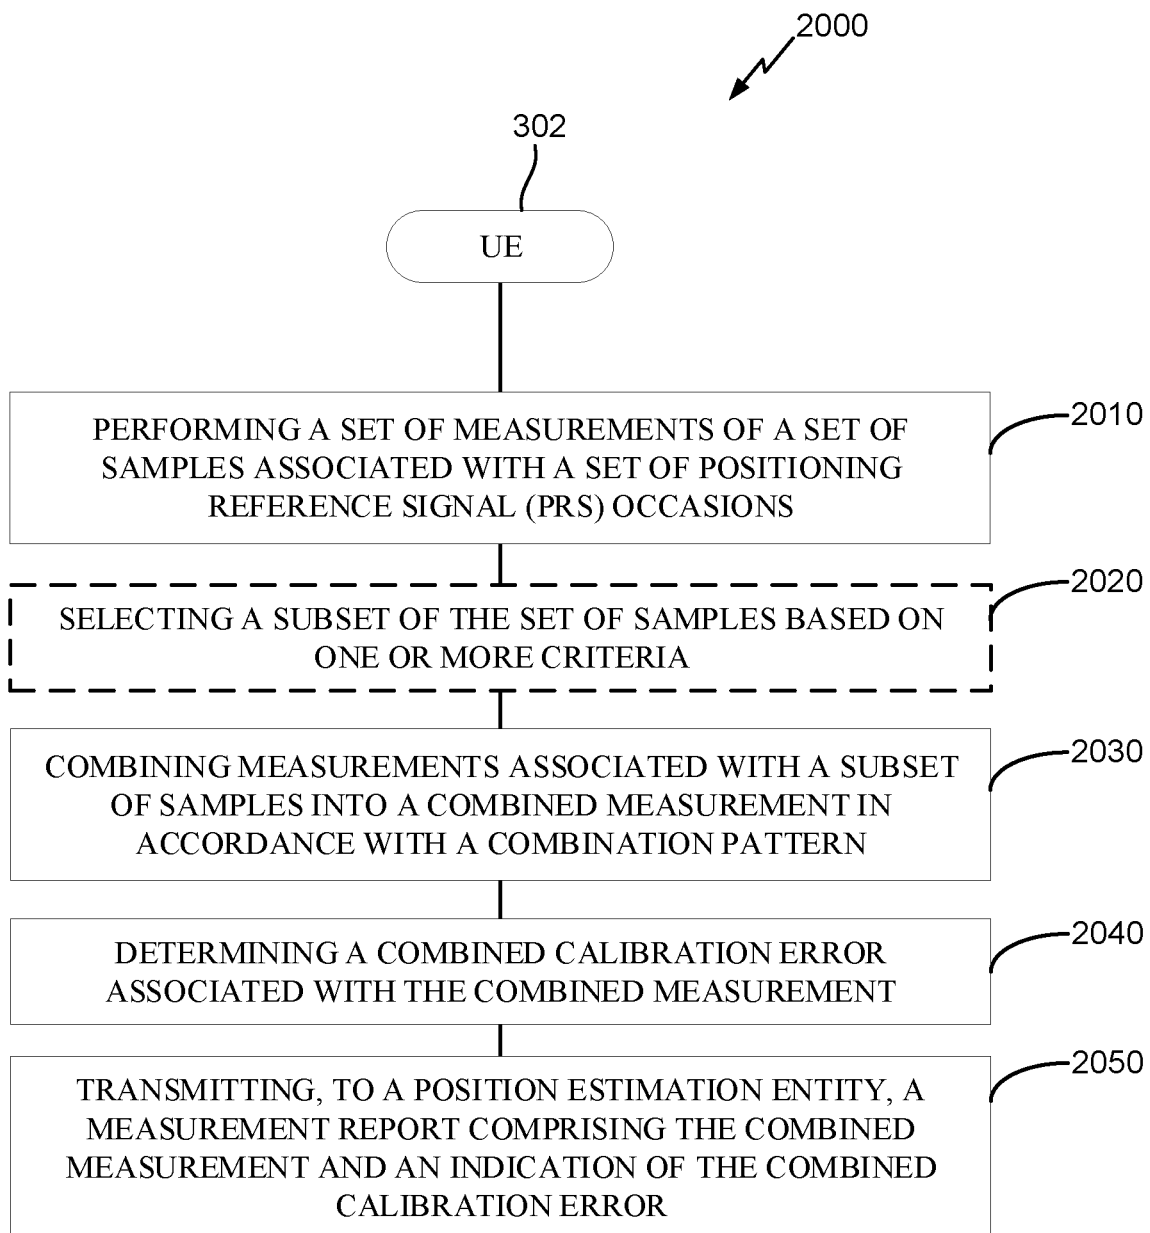 2000
302
UE
2010
PERFORMING A SET OF MEASUREMENTS OF A SET OF
SAMPLES ASSOCIATED WITH A SET OF POSITIONING
REFERENCE SIGNAL (PRS) OCCASIONS
2020
SELECTING A SUBSET OF THE SET OF SAMPLES BASED ON
ONE OR MORE CRITERIA
2030
COMBINING MEASUREMENTS ASSOCIATED WITH A SUBSET
OF SAMPLES INTO A COMBINED MEASUREMENT IN
ACCORDANCE WITH A COMBINATION PATTERN
2040
DETERMINING A COMBINED CALIBRATION ERROR
ASSOCIATED WITH THE COMBINED MEASUREMENT
2050
TRANSMITTING, TO A POSITION ESTIMATION ENTITY, A
MEASUREMENT REPORT COMPRISING THE COMBINED
MEASUREMENT AND AN INDICATION OF THE COMBINED
CALIBRATION ERROR